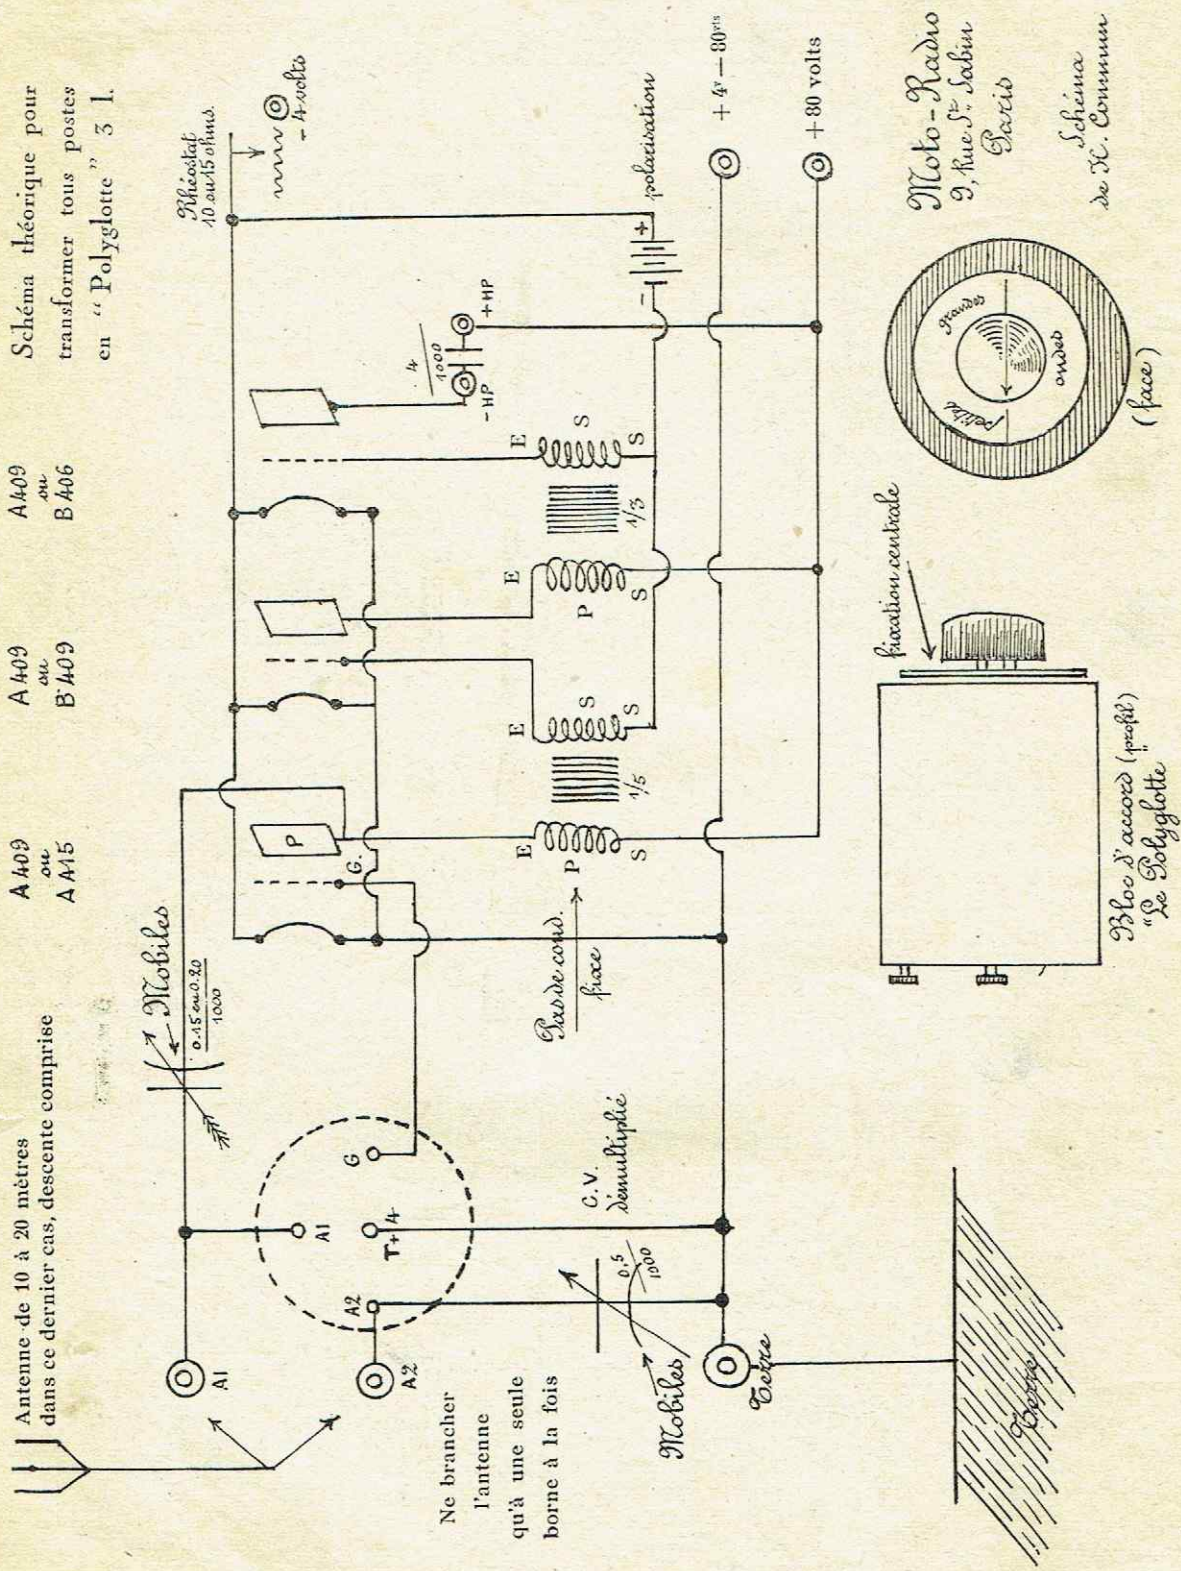 Antenne de 10 à 20 mètres
dans ce dernier cas, descente comprise
A 409
ou
A 415
A 409
ou
B 409
A 409
ou
B 406
Schéma théorique pour
transformer tous postes
en “ Polyglotte ” 3 l.
Mobiles
0.15 ou 0.20
1000
Rhéostat
10 ou 15 ohms.
- 4 volts
A1
A1
G
T+4
A2
A2
P
G.
4
1000
-HP
+HP
Ne brancher
l'antenne
qu'à une seule
borne à la fois
C. V.
démultiplié
0,5
1000
Mobiles
Terre
Pas de cond.
fixe
E
P
S
1/5
E
S
S
E
P
S
1/3
E
S
S
-
+
polarisation
+ 4v — 80vts
+ 80 volts
Terre
fixation centrale
Bloc d'accord (profil)
"Le Polyglotte"
petites
grandes
ondes
(face)
Moto-Radio
9, Rue St. Sabin
Paris
Schéma
de K. Commun